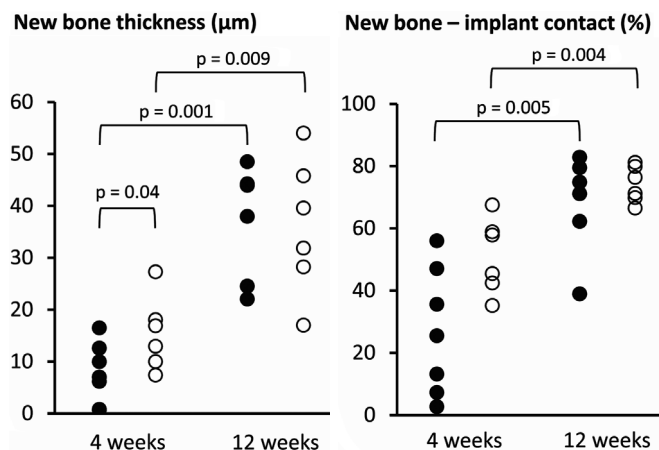 New bone thickness (μm)
p = 0.009
p = 0.001
p = 0.04
60
50
40
30
20
10
0
4 weeks
12 weeks
New bone – implant contact (%)
p = 0.004
p = 0.005
100
80
60
40
20
0
4 weeks
12 weeks